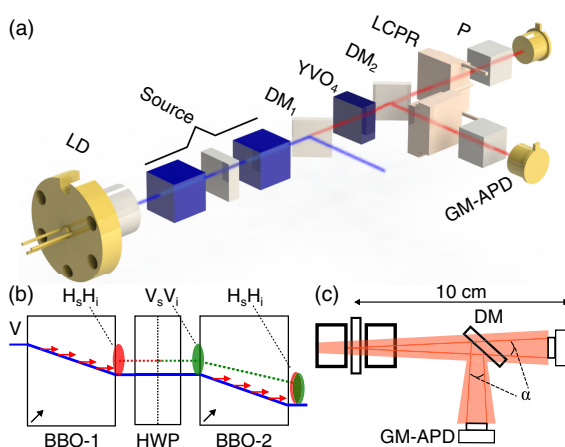 (a)
LD
Source
DM₁
YVO₄
DM₂
LCPR
P
GM-APD
(b)
HₛHᵢ
VₛVᵢ
HₛHᵢ
V
BBO-1
HWP
BBO-2
(c)
10 cm
DM
α
GM-APD